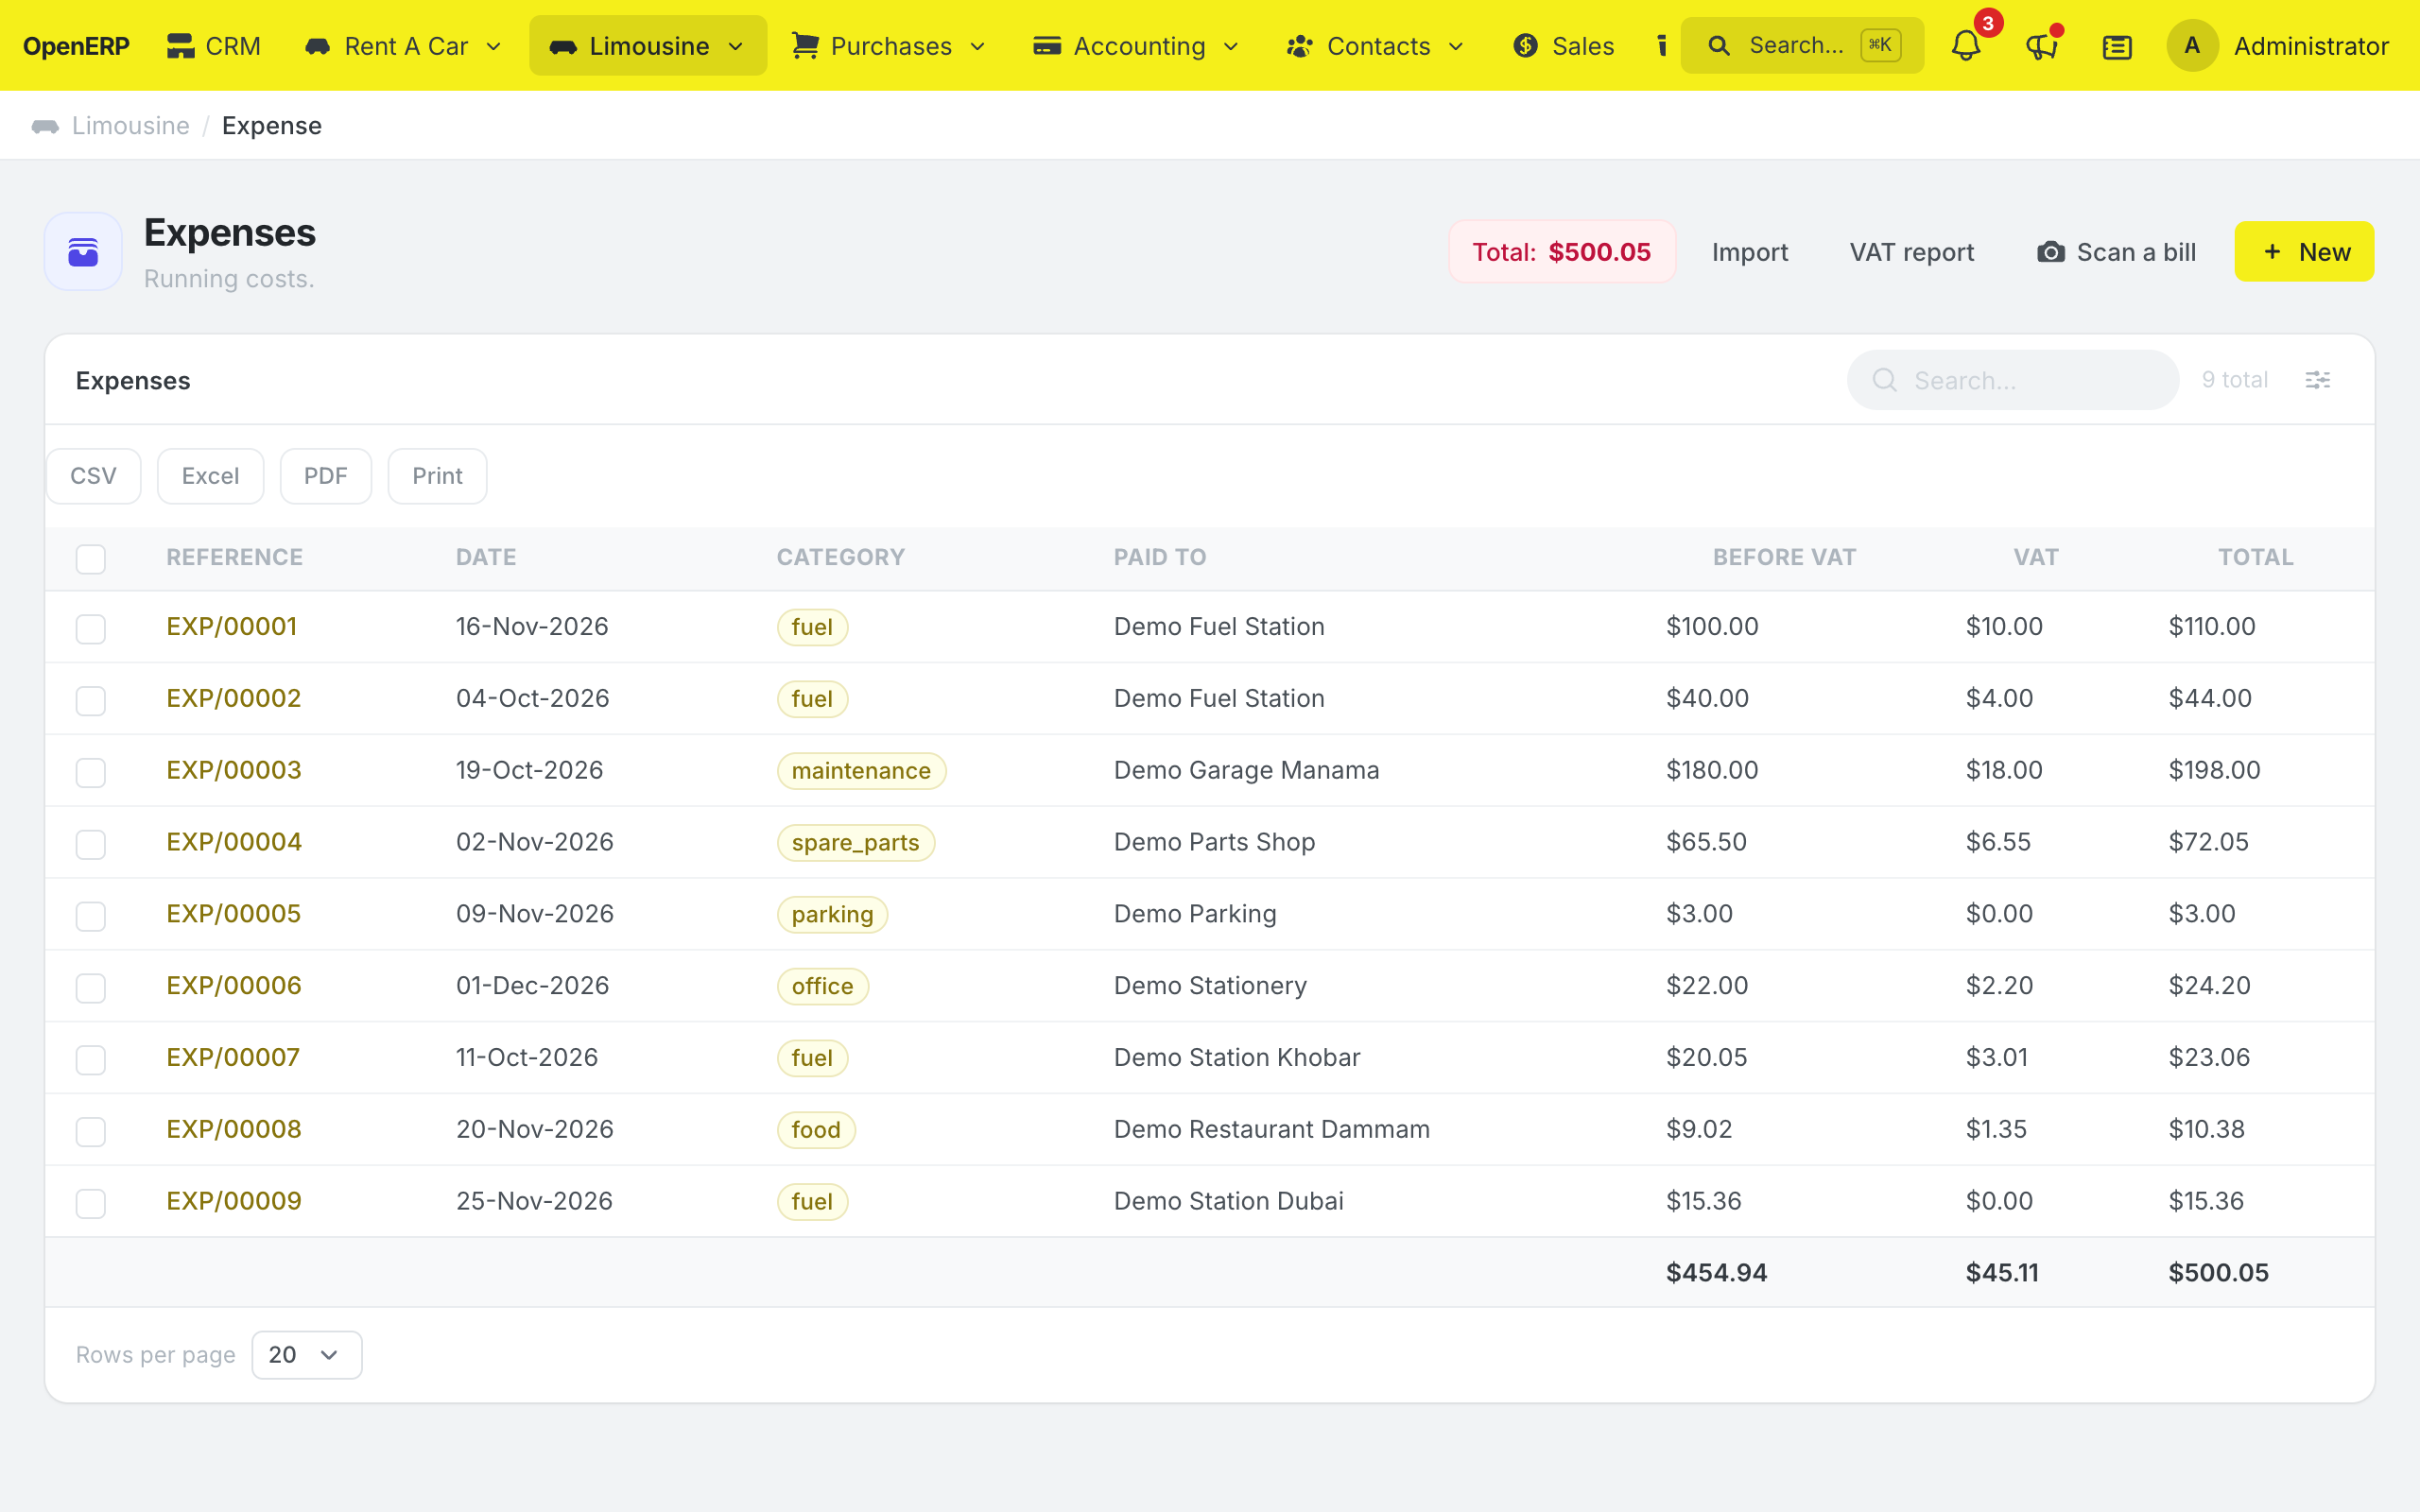 OpenERP CRM Rent A Car Limousine Purchases Accounting Contacts Sales Search... ⌘K 3 A Administrator
Limousine / Expense
Expenses
Running costs.
Total: $500.05 Import VAT report Scan a bill + New
Expenses Search... 9 total
CSV Excel PDF Print
REFERENCE DATE CATEGORY PAID TO BEFORE VAT VAT TOTAL
EXP/00001 16-Nov-2026 fuel Demo Fuel Station $100.00 $10.00 $110.00
EXP/00002 04-Oct-2026 fuel Demo Fuel Station $40.00 $4.00 $44.00
EXP/00003 19-Oct-2026 maintenance Demo Garage Manama $180.00 $18.00 $198.00
EXP/00004 02-Nov-2026 spare_parts Demo Parts Shop $65.50 $6.55 $72.05
EXP/00005 09-Nov-2026 parking Demo Parking $3.00 $0.00 $3.00
EXP/00006 01-Dec-2026 office Demo Stationery $22.00 $2.20 $24.20
EXP/00007 11-Oct-2026 fuel Demo Station Khobar $20.05 $3.01 $23.06
EXP/00008 20-Nov-2026 food Demo Restaurant Dammam $9.02 $1.35 $10.38
EXP/00009 25-Nov-2026 fuel Demo Station Dubai $15.36 $0.00 $15.36
$454.94 $45.11 $500.05
Rows per page 20